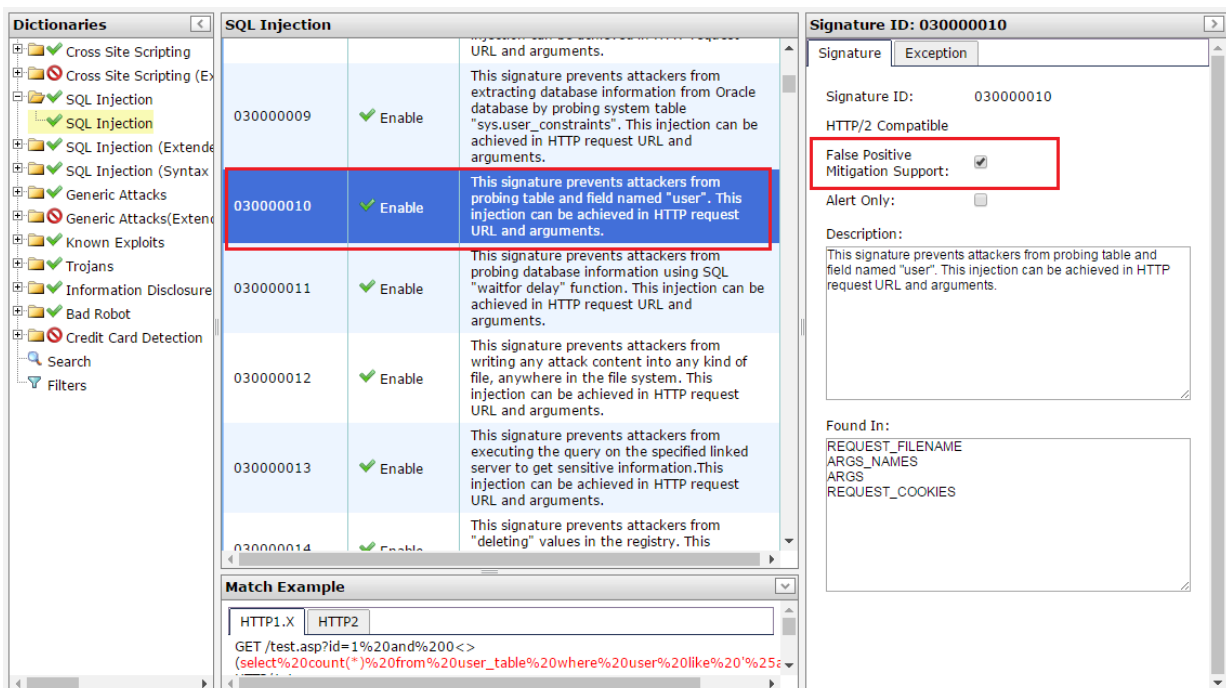 Dictionaries
Cross Site Scripting
Cross Site Scripting (Ex
SQL Injection
SQL Injection
SQL Injection (Extende
SQL Injection (Syntax
Generic Attacks
Generic Attacks(Extend
Known Exploits
Trojans
Information Disclosure
Bad Robot
Credit Card Detection
Search
Filters
SQL Injection
URL and arguments.
030000009
Enable
This signature prevents attackers from
extracting database information from Oracle
database by probing system table
"sys.user_constraints". This injection can be
achieved in HTTP request URL and
arguments.
030000010
Enable
This signature prevents attackers from
probing table and field named "user". This
injection can be achieved in HTTP request
URL and arguments.
030000011
Enable
This signature prevents attackers from
probing database information using SQL
"waitfor delay" function. This injection can be
achieved in HTTP request URL and
arguments.
030000012
Enable
This signature prevents attackers from
writing any attack content into any kind of
file, anywhere in the file system. This
injection can be achieved in HTTP request
URL and arguments.
030000013
Enable
This signature prevents attackers from
executing the query on the specified linked
server to get sensitive information.This
injection can be achieved in HTTP request
URL and arguments.
030000014
Enable
This signature prevents attackers from
"deleting" values in the registry. This
Match Example
HTTP1.X
HTTP2
GET /test.asp?id=1%20and%200<>
(select%20count(*)%20from%20user_table%20where%20user%20like%20'%25a
Signature ID: 030000010
Signature
Exception
Signature ID: 030000010
HTTP/2 Compatible
False Positive
Mitigation Support:
Alert Only:
Description:
This signature prevents attackers from probing table and
field named "user". This injection can be achieved in HTTP
request URL and arguments.
Found In:
REQUEST_FILENAME
ARGS_NAMES
ARGS
REQUEST_COOKIES